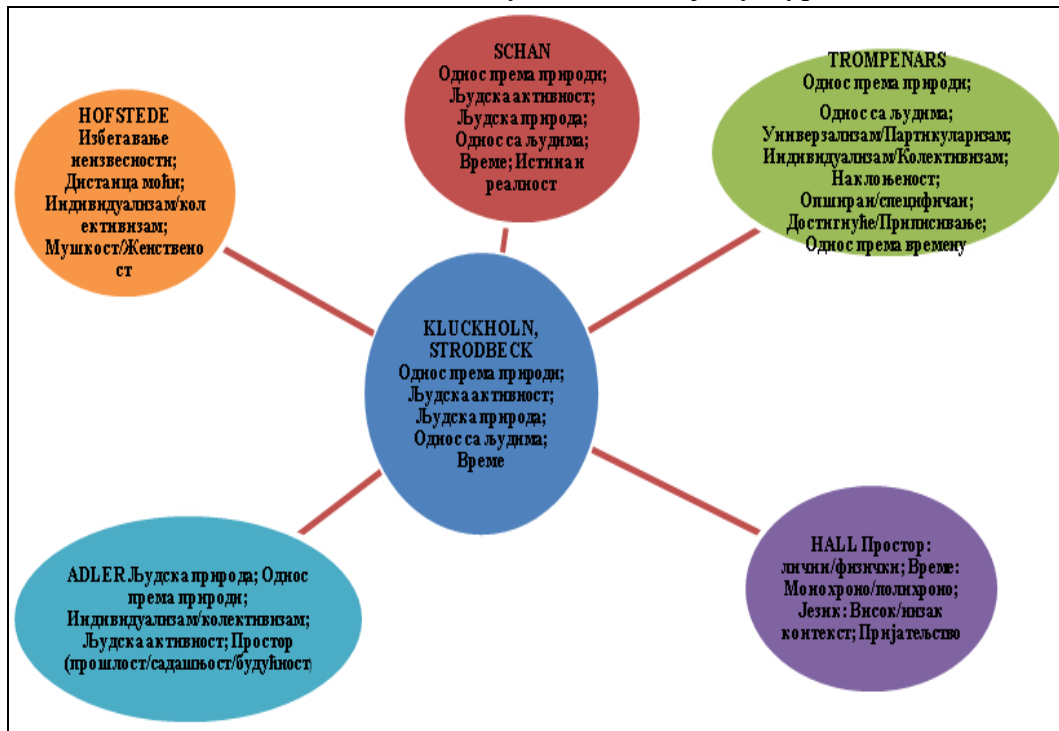 SCHAN
Однос према природи;
Људска активност;
Људска природа;
Однос са људима;
Време; Истина и
реалност
TROMPENARS
Однос према природи;
Однос са људима;
Универзализам/Партикуларизам;
Индивидуализам/Колективизам;
Наклоњеност;
Опширан/специфичан;
Достигнуће/Приписивање;
Однос према времену
HOFSTEDE
Избегавање
неизвесности;
Дистанца моћи;
Индивидуализам/кол
ективизам;
Мушкост/Женствено
ст
KLUCKHOLN,
STRODBECK
Однос према природи;
Људска активност;
Људска природа;
Однос са људима;
Време
ADLER Људска природа; Однос
према природи;
Индивидуализам/колективизам;
Људска активност; Простор
(прошлост/садашњост/будућност
HALL Простор:
лични/физички; Време:
Монохроно/полихроно;
Језик: Висок/низак
контекст; Пријатељство